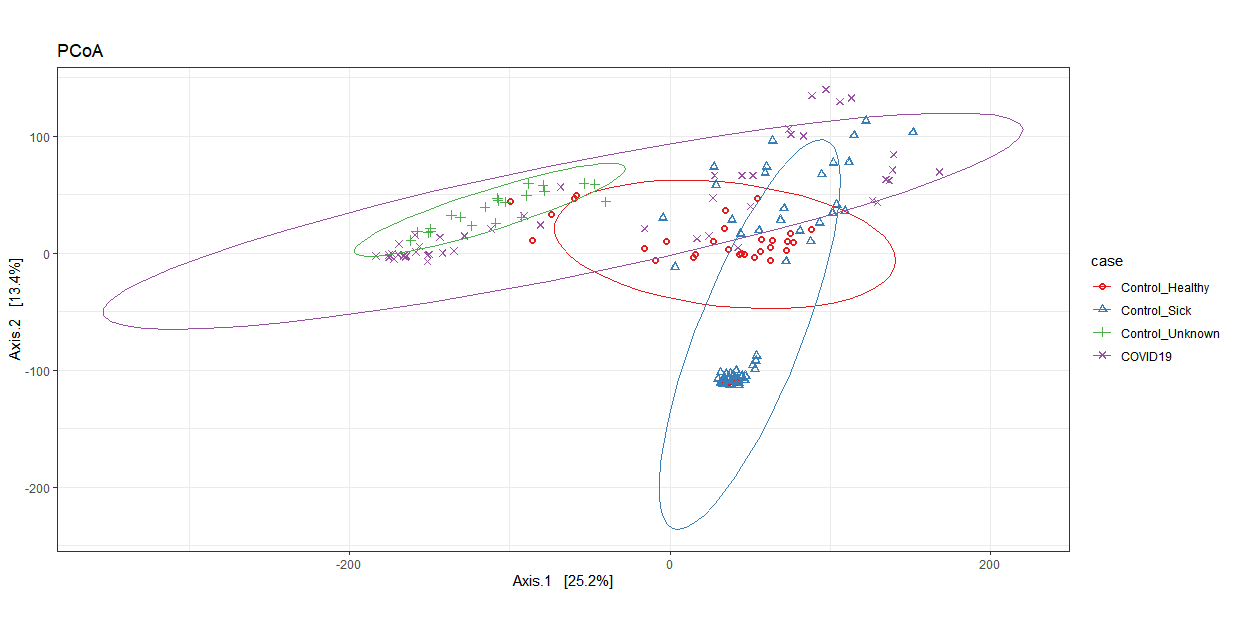 PCoA
100
0
-100
-200
Axis.2 [13.4%]
-200
0
200
Axis.1 [25.2%]
case
Control_Healthy
Control_Sick
Control_Unknown
COVID19